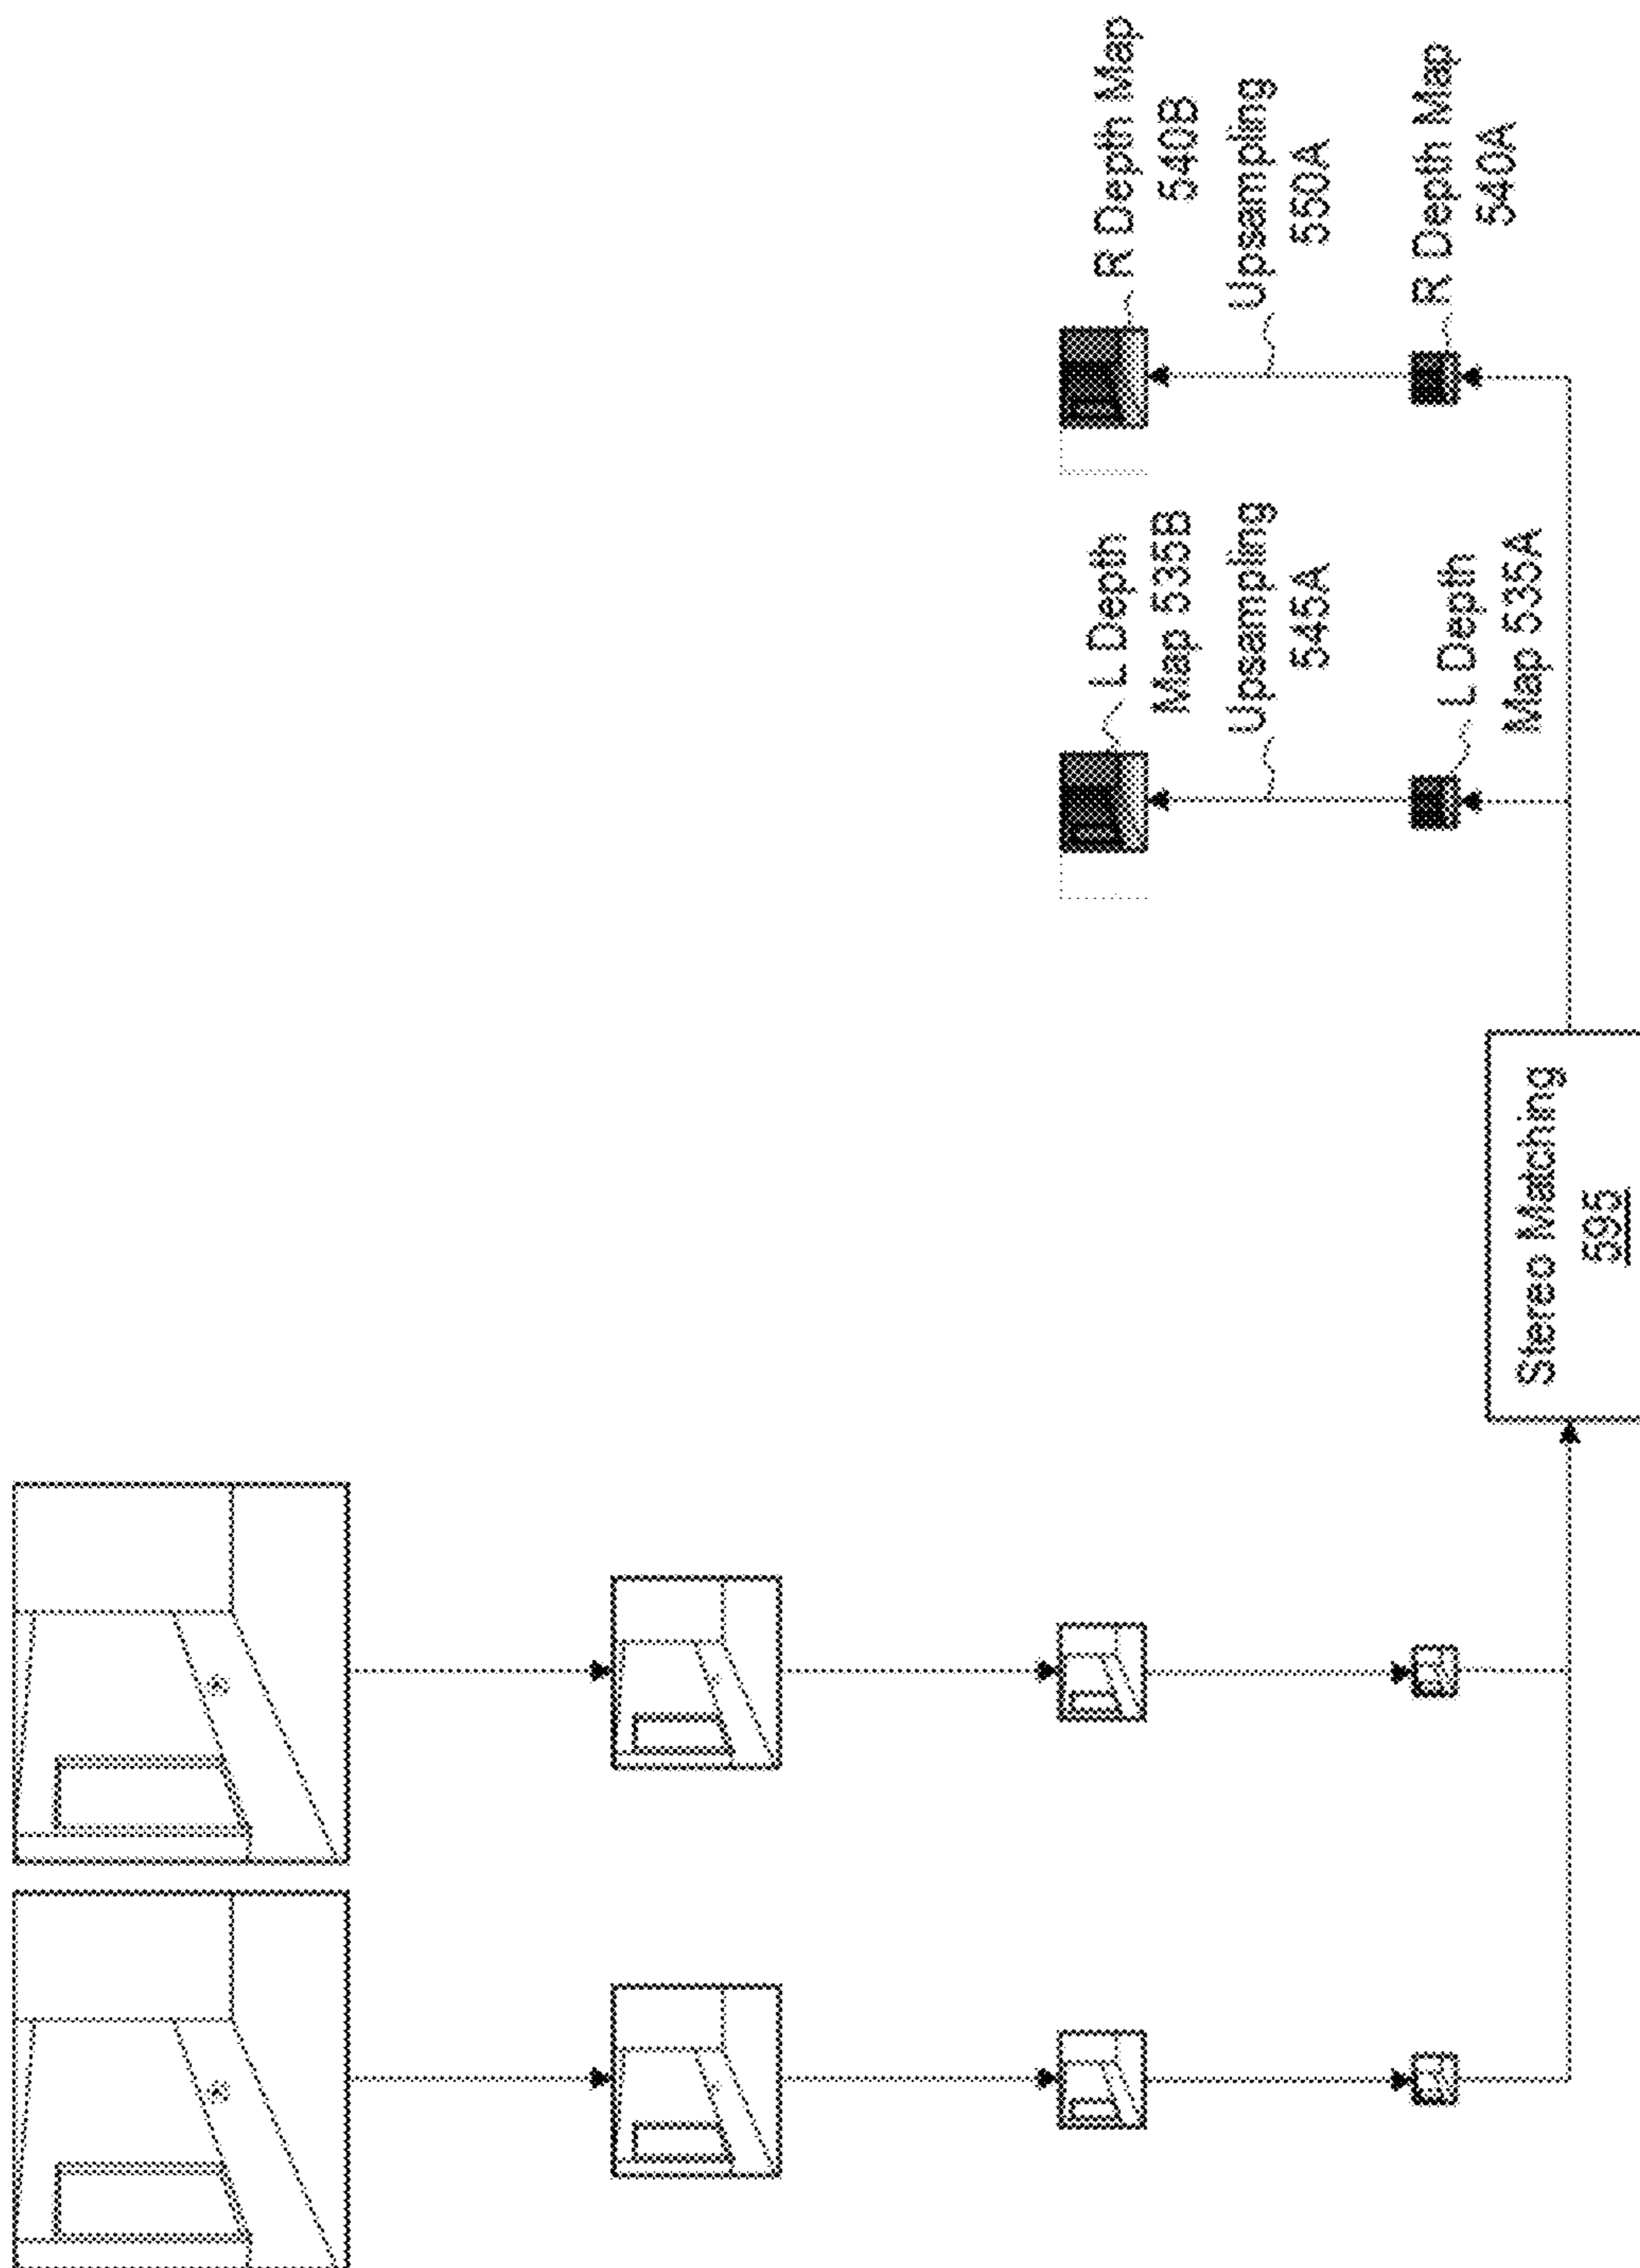 L Depth
Map 535B
R Depth Map
540B
Upsampling
545A
Upsampling
550A
L Depth
Map 535A
R Depth Map
540A
Stereo Matching
595